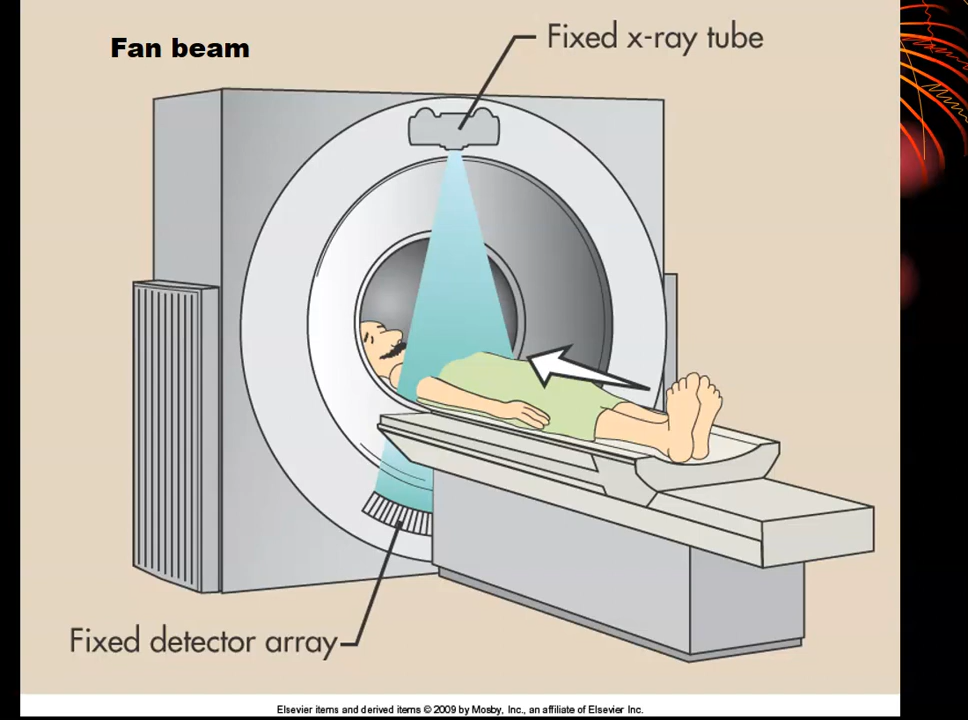 Fan beam
Fixed x-ray tube
Fixed detector array
Elsevier items and derived items © 2009 by Mosby, Inc., an affiliate of Elsevier Inc.